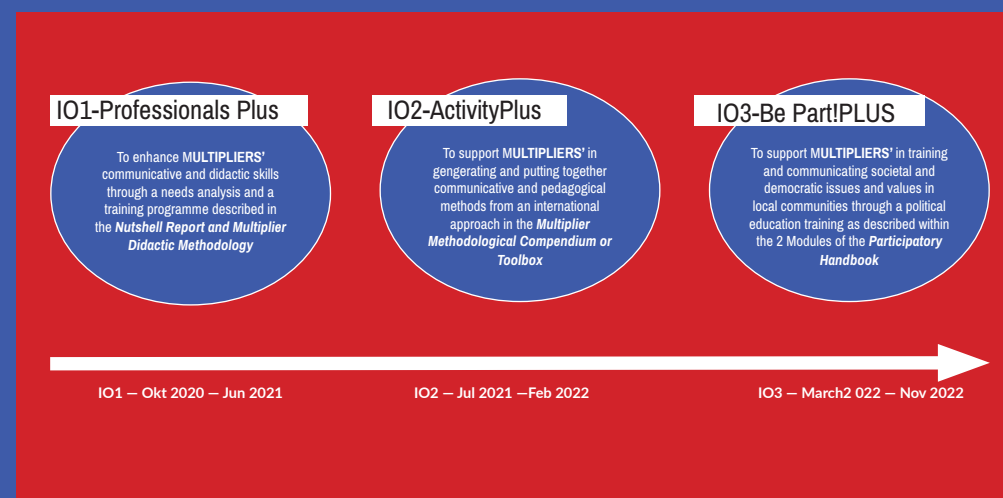 IO1-Professionals Plus
To enhance MULTIPLIERS'
communicative and didactic skills
through a needs analysis and a
training programme described in
the Nutshell Report and Multiplier
Didactic Methodology
IO2-ActivityPlus
To support MULTIPLIERS' in
gengerating and putting together
communicative and pedagogical
methods from an international
approach in the Multiplier
Methodological Compendium or
Toolbox
IO3-Be Part!PLUS
To support MULTIPLIERS' in training
and communicating societal and
democratic issues and values in
local communities through a political
education training as described within
the 2 Modules of the Participatory
Handbook
IO1 — Okt 2020 — Jun 2021
IO2 — Jul 2021 —Feb 2022
IO3 — March2 022 — Nov 2022